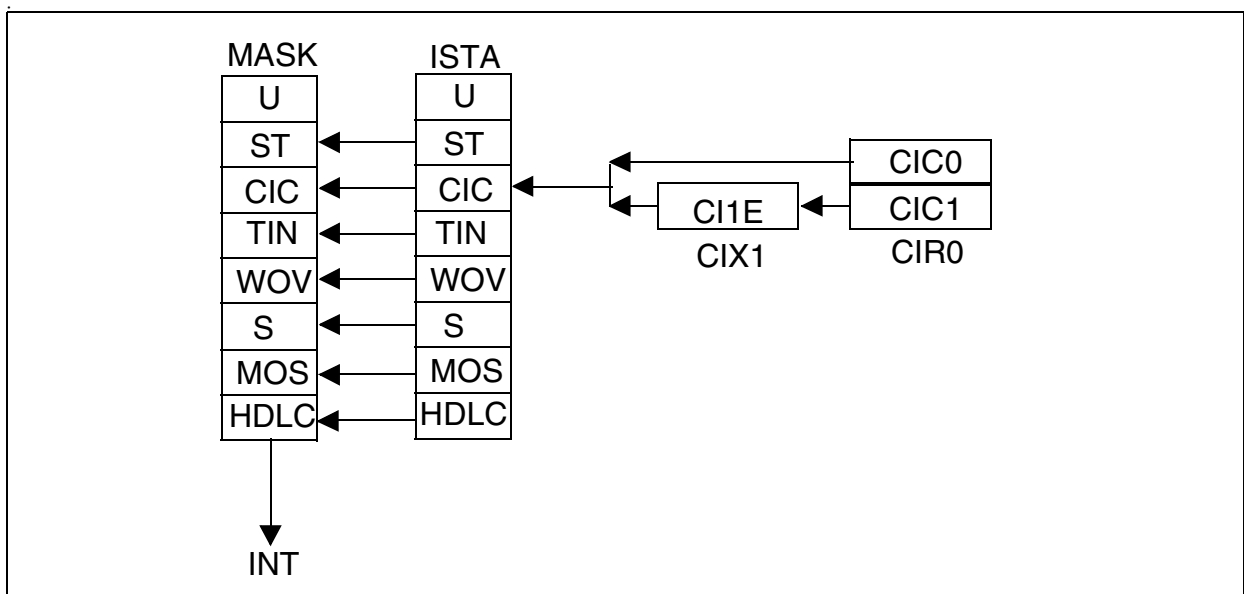 MASK ISTA
U U
ST ST CIC0
CIC CIC CI1E CIC1
TIN TIN CIX1 CIR0
WOV WOV
S S
MOS MOS
HDLC HDLC
INT